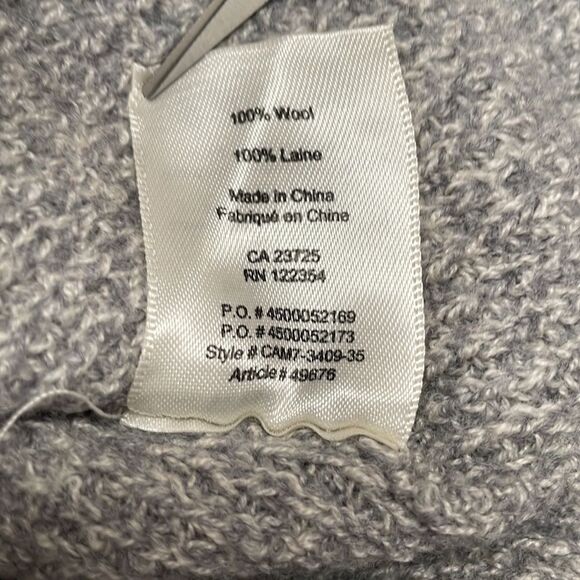 100% Wool
100% Laine
Made in China
Fabriqué en Chine
CA 23725
RN 122354
P.O. # 4500052169
P.O. # 4500052173
Style # CAM7-3409-35
Article # 49676